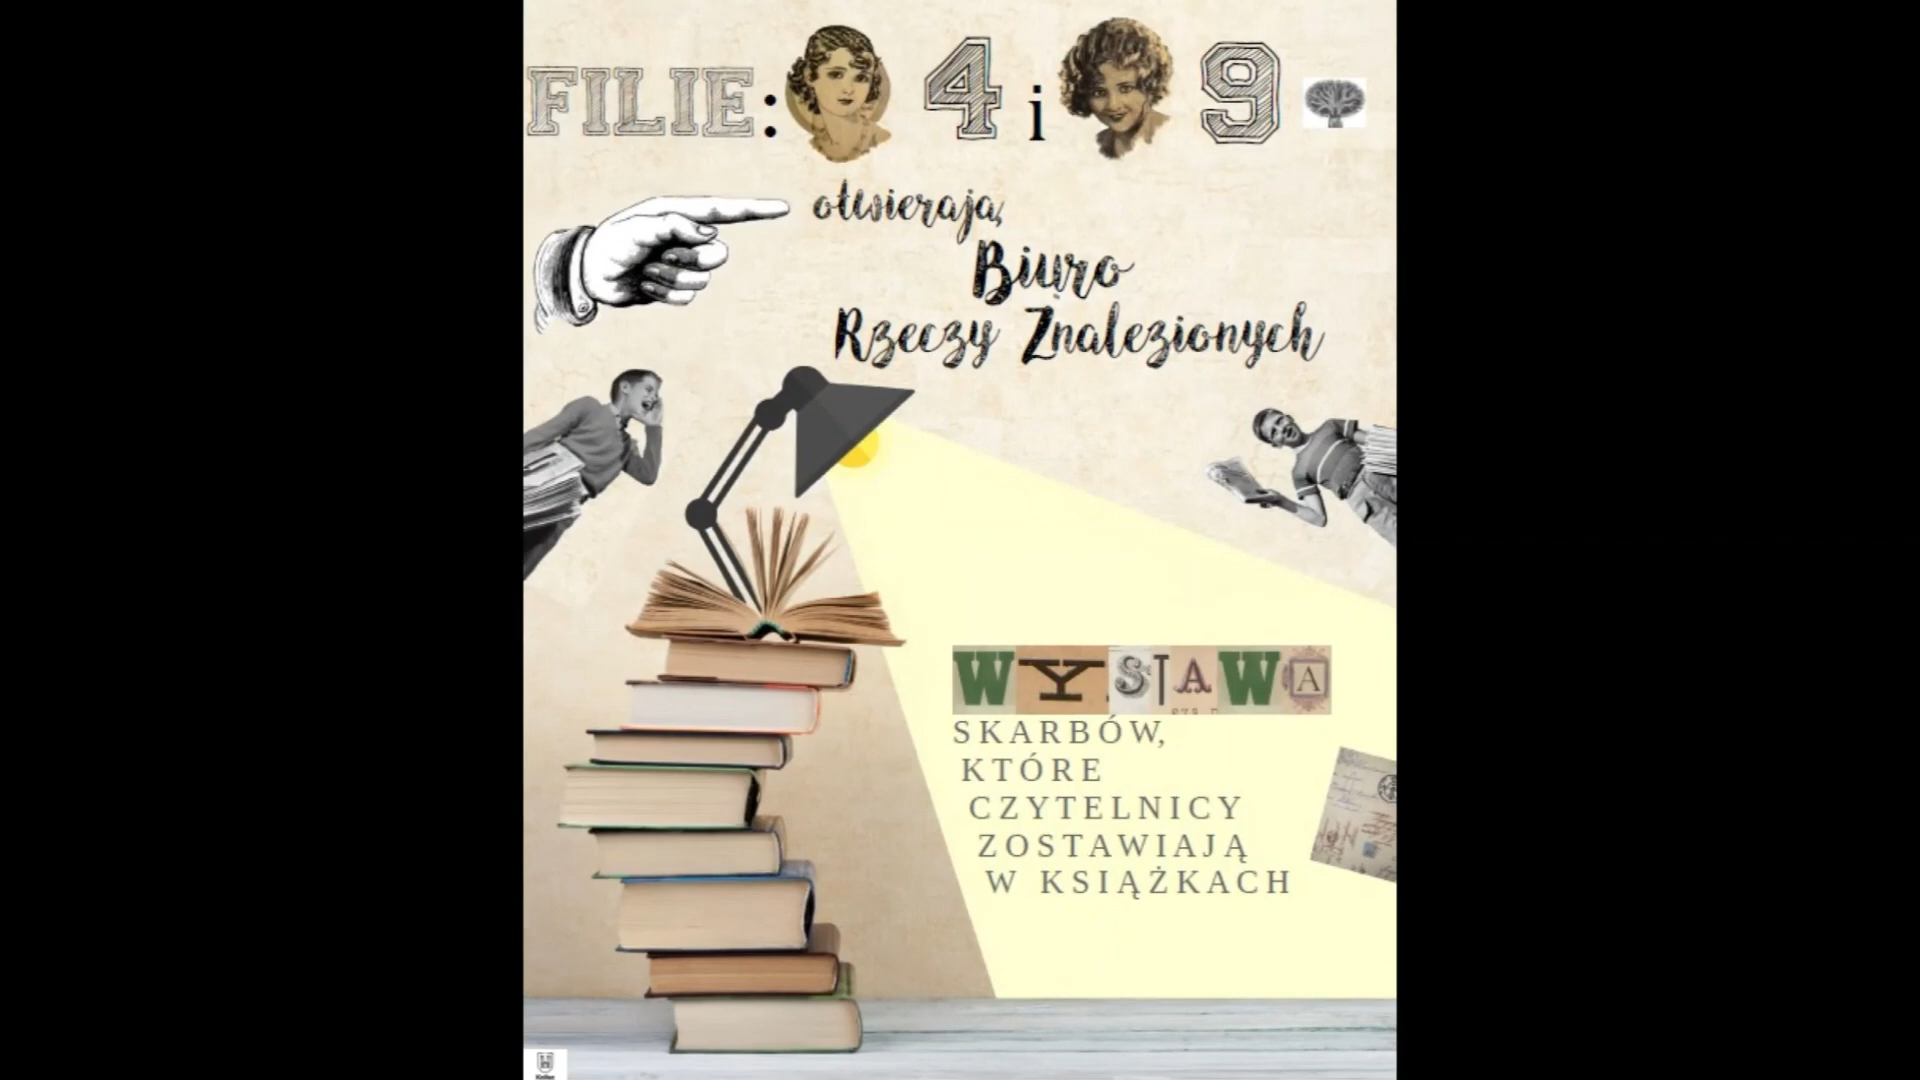 FILIE: 4 i 9
otwierają
Biuro
Rzeczy Znalezionych
WYSTAWA
SKARBÓW,
KTÓRE
CZYTELNICY
ZOSTAWIAJĄ
W KSIĄŻKACH